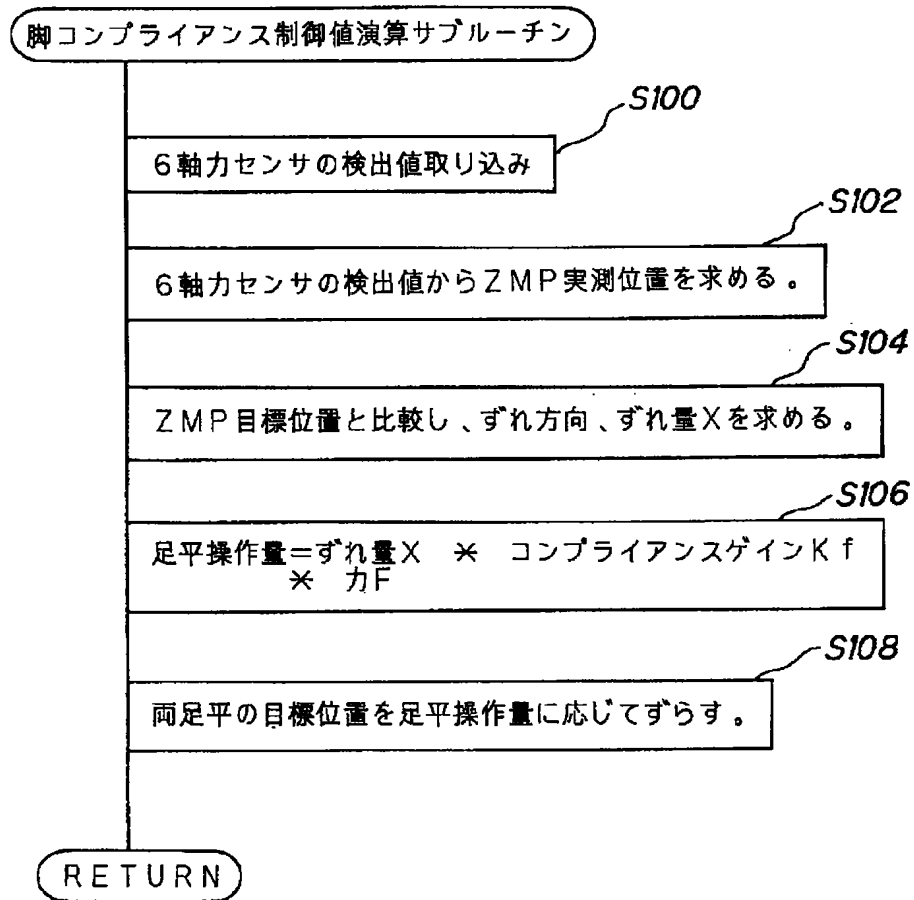 脚コンプライアンス制御値演算サブルーチン
S100
6軸力センサの検出値取り込み
S102
6軸力センサの検出値からZMP実測位置を求める。
S104
ZMP目標位置と比較し、ずれ方向、ずれ量Xを求める。
S106
足平操作量=ずれ量X * コンプライアンスゲインKf
* 力F
S108
両足平の目標位置を足平操作量に応じてずらす。
RETURN